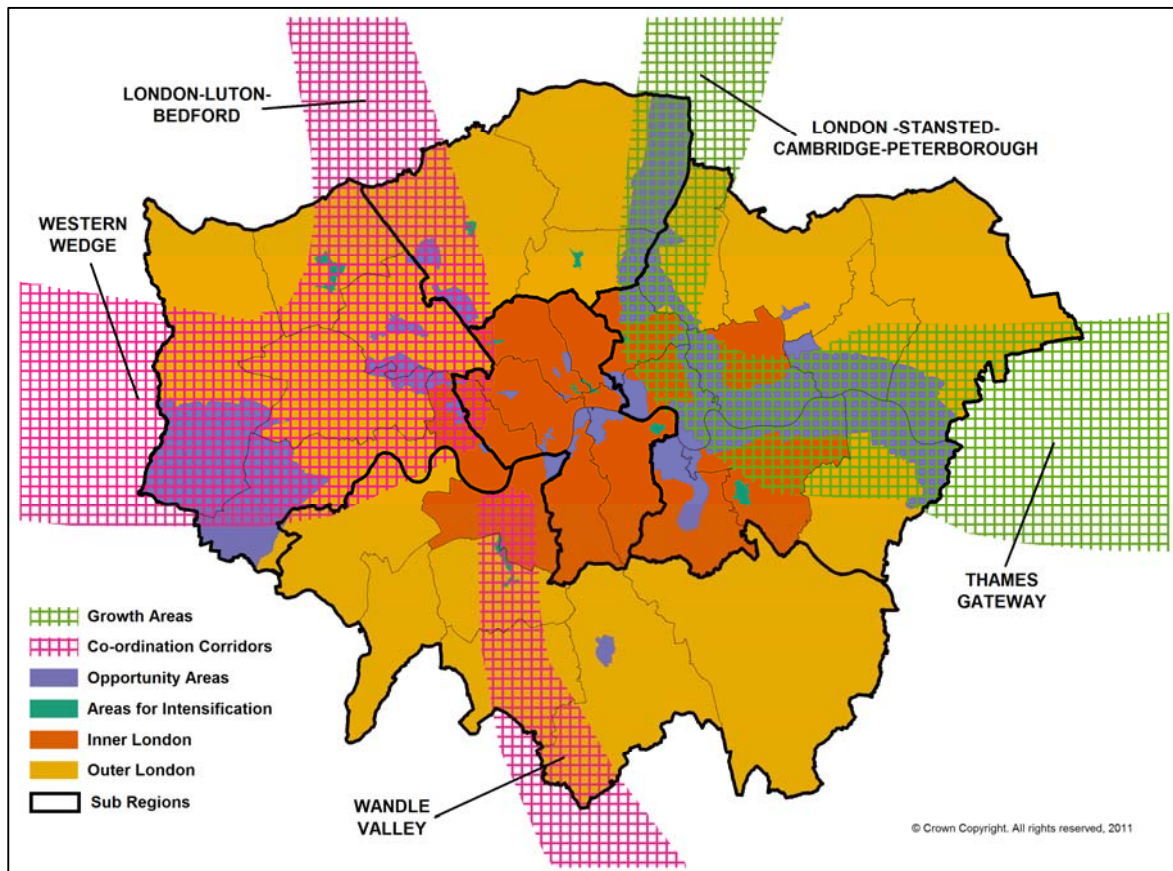 LONDON-LUTON-
BEDFORD
LONDON -STANSTED-
CAMBRIDGE-PETERBOROUGH
WESTERN
WEDGE
THAMES
GATEWAY
Growth Areas
Co-ordination Corridors
Opportunity Areas
Areas for Intensification
Inner London
Outer London
Sub Regions
WANDLE
VALLEY
© Crown Copyright. All rights reserved, 2011